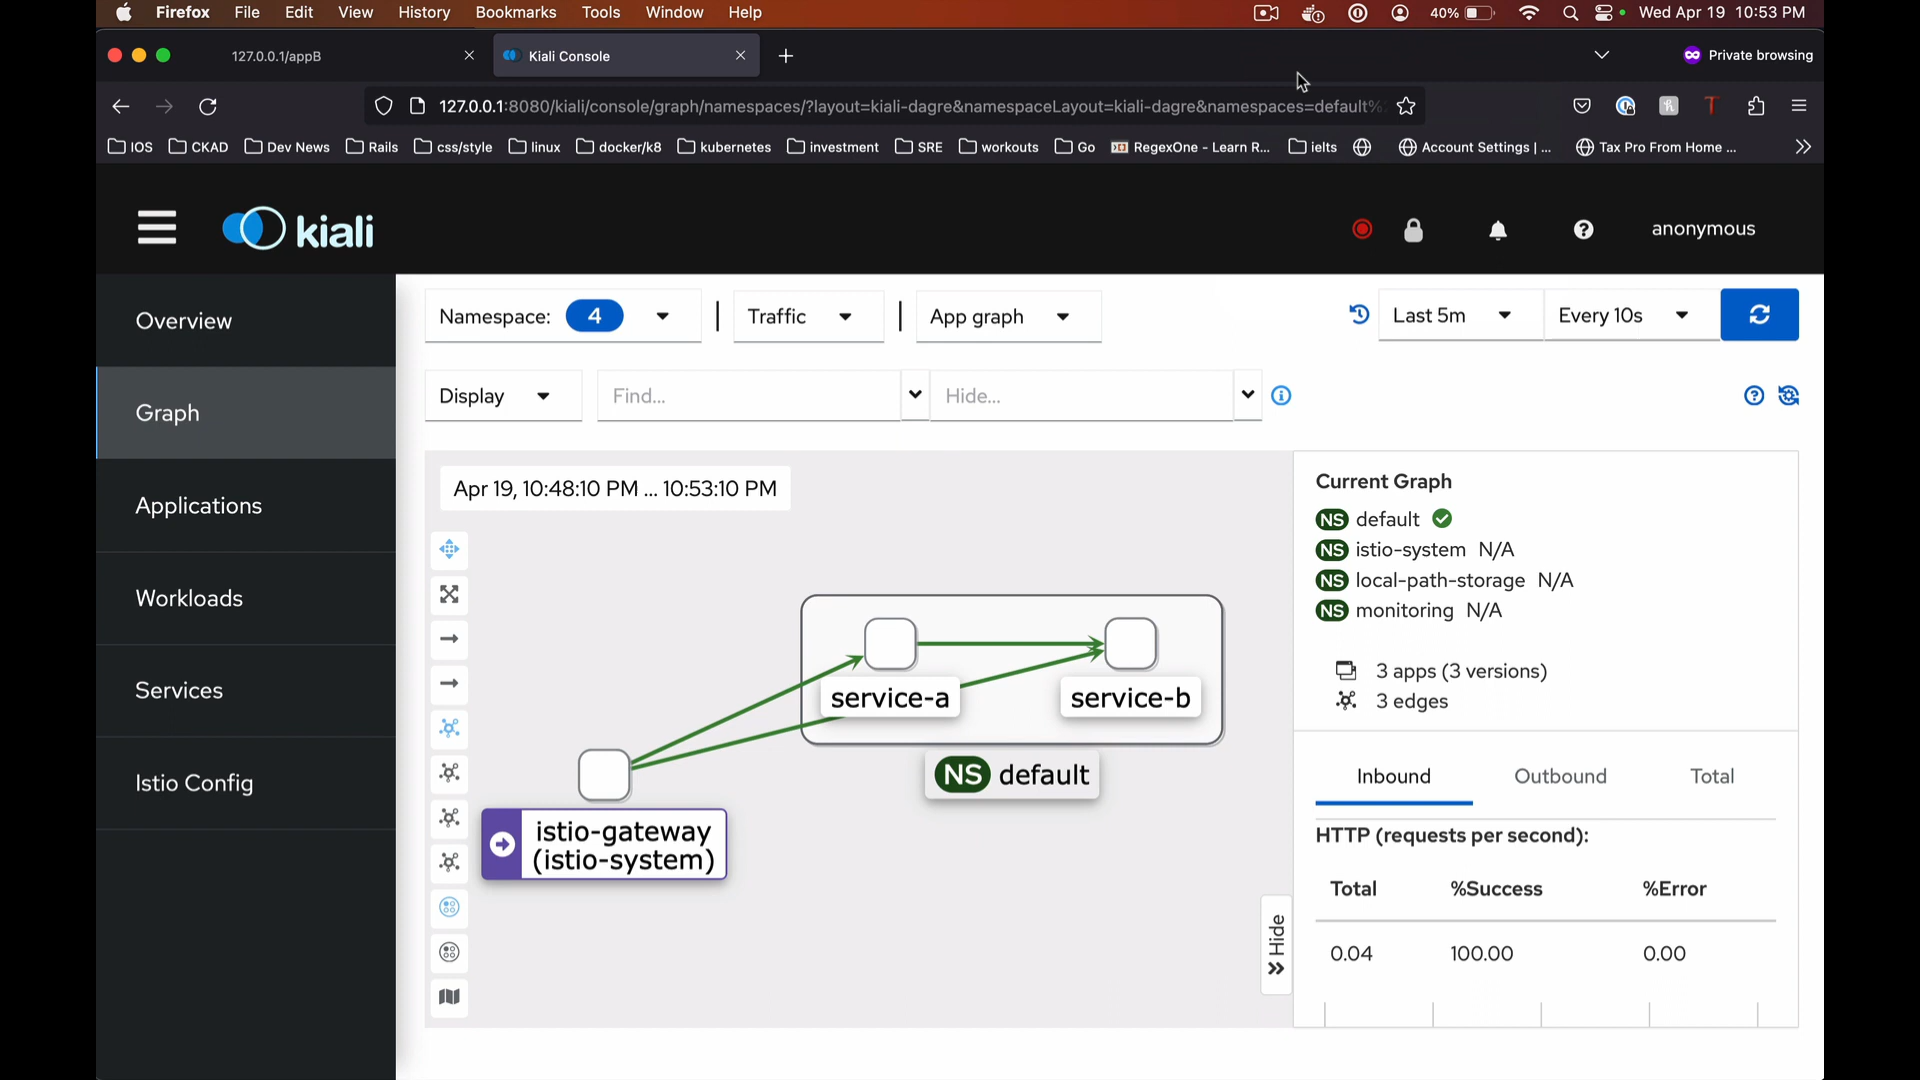 Firefox File Edit View History Bookmarks Tools Window Help 40% Wed Apr 19 10:53 PM
127.0.0.1/appB Kiali Console Private browsing
127.0.0.1:8080/kiali/console/graph/namespaces/?layout=kiali-dagre&namespaceLayout=kiali-dagre&namespaces=default%
IOS CKAD Dev News Rails css/style linux docker/k8 kubernetes investment SRE workouts Go RegexOne - Learn R... ielts Account Settings | ... Tax Pro From Home ...
kiali anonymous
Overview
Graph
Applications
Workloads
Services
Istio Config
Namespace: 4 Traffic App graph Last 5m Every 10s
Display Find... Hide...
Apr 19, 10:48:10 PM ... 10:53:10 PM
service-a
service-b
NS default
istio-gateway
(istio-system)
Hide
Current Graph
NS default
NS istio-system N/A
NS local-path-storage N/A
NS monitoring N/A
3 apps (3 versions)
3 edges
Inbound Outbound Total
HTTP (requests per second):
Total %Success %Error
0.04 100.00 0.00